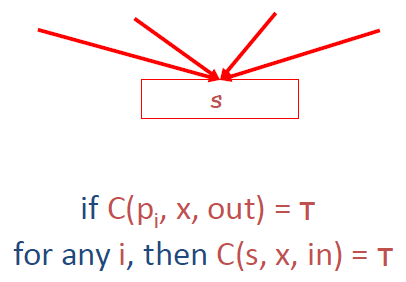 s
if C(pᵢ, x, out) = ⊤
for any i, then C(s, x, in) = ⊤